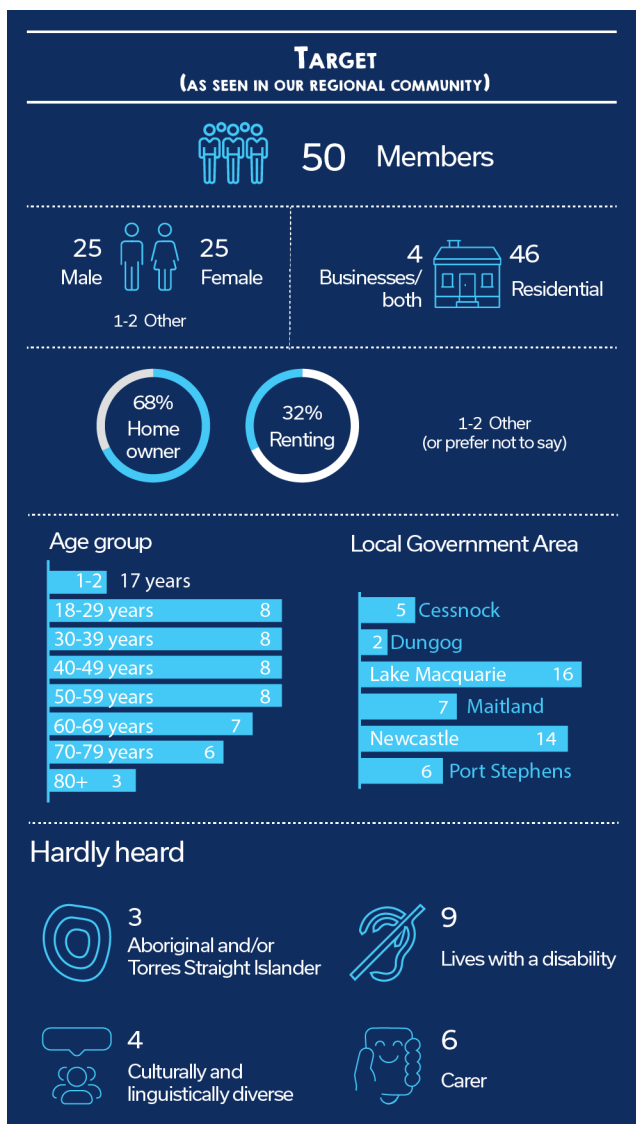 TARGET
(AS SEEN IN OUR REGIONAL COMMUNITY)
50 Members
25
Male
25
Female
1-2 Other
4
Businesses/
both
46
Residential
68%
Home
owner
32%
Renting
1-2 Other
(or prefer not to say)
Age group
1-2 17 years
18-29 years 8
30-39 years 8
40-49 years 8
50-59 years 8
60-69 years 7
70-79 years 6
80+ 3
Local Government Area
5 Cessnock
2 Dungog
Lake Macquarie 16
7 Maitland
Newcastle 14
6 Port Stephens
Hardly heard
3
Aboriginal and/or
Torres Straight Islander
9
Lives with a disability
4
Culturally and
linguistically diverse
6
Carer